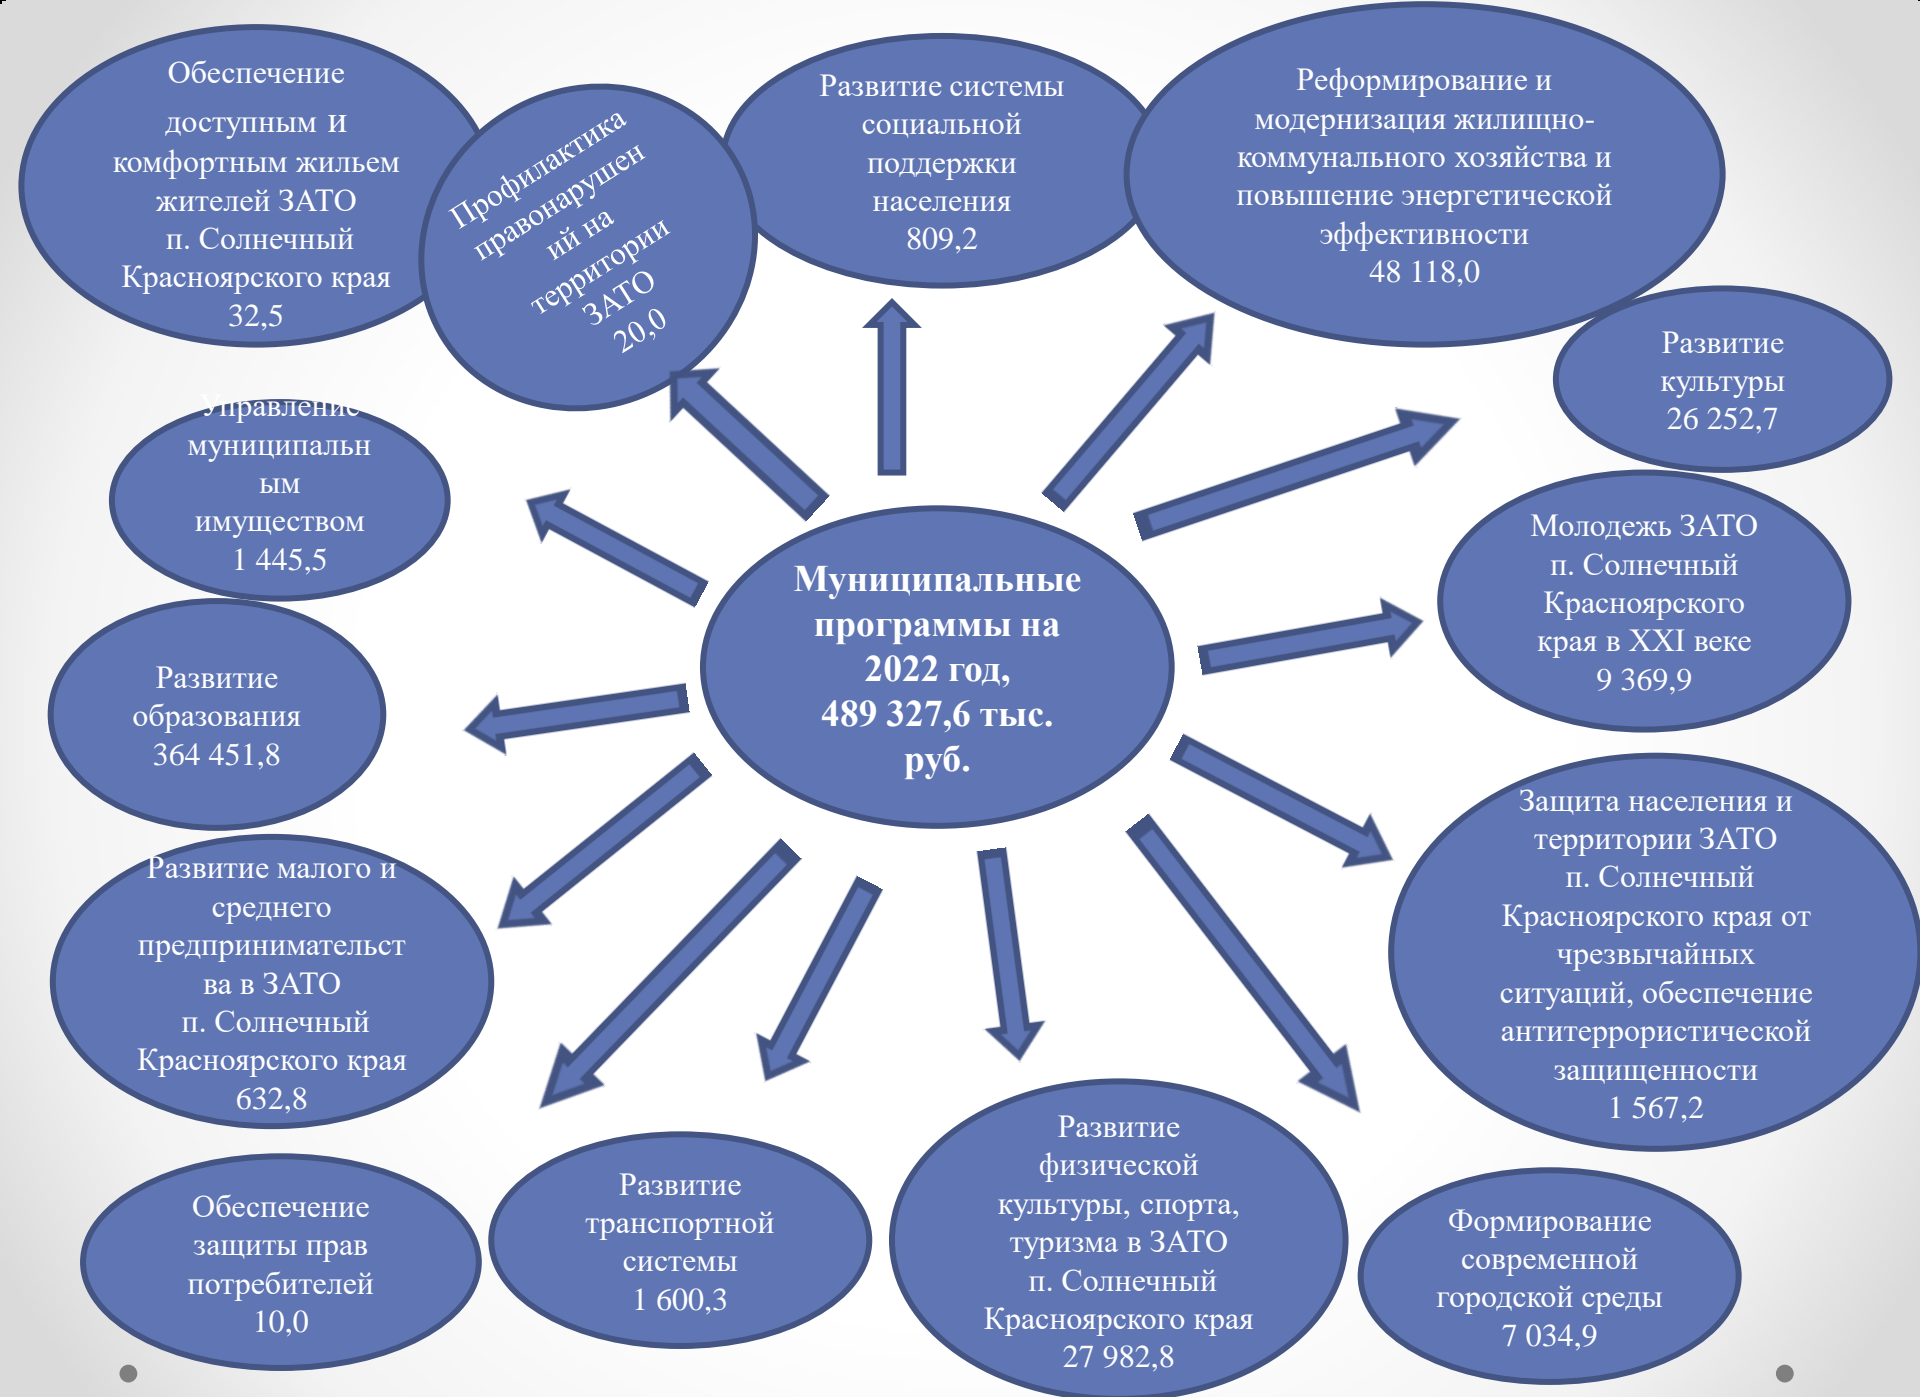 Обеспечение
доступным и
комфортным жильем
жителей ЗАТО
п. Солнечный
Красноярского края
32,5
Профилактика
правонарушен
ий на
территории
ЗАТО
20,0
Развитие системы
социальной
поддержки
населения
809,2
Реформирование и
модернизация жилищно-
коммунального хозяйства и
повышение энергетической
эффективности
48 118,0
Развитие
культуры
26 252,7
Управление
муниципальн
ым
имуществом
1 445,5
Муниципальные
программы на
2022 год,
489 327,6 тыс.
руб.
Молодежь ЗАТО
п. Солнечный
Красноярского
края в XXI веке
9 369,9
Развитие
образования
364 451,8
Защита населения и
территории ЗАТО
п. Солнечный
Красноярского края от
чрезвычайных
ситуаций, обеспечение
антитеррористической
защищенности
1 567,2
Развитие малого и
среднего
предпринимательст
ва в ЗАТО
п. Солнечный
Красноярского края
632,8
Обеспечение
защиты прав
потребителей
10,0
Развитие
транспортной
системы
1 600,3
Развитие
физической
культуры, спорта,
туризма в ЗАТО
п. Солнечный
Красноярского края
27 982,8
Формирование
современной
городской среды
7 034,9